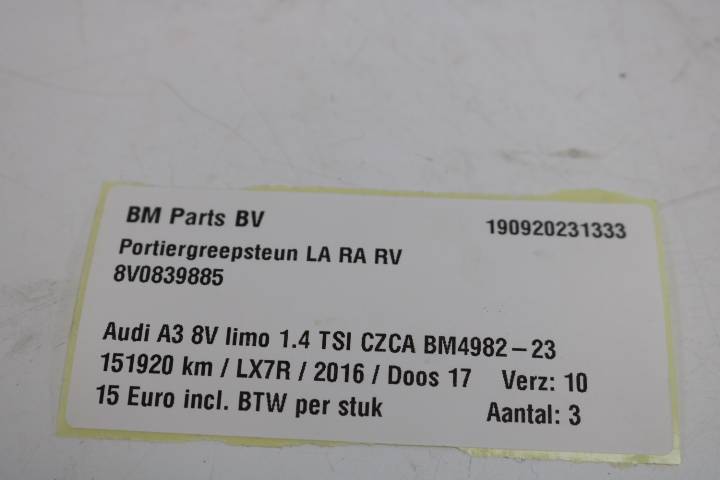 BM Parts BV 190920231333
Portiergreepsteun LA RA RV
8V0839885
Audi A3 8V limo 1.4 TSI CZCA BM4982-23
151920 km / LX7R / 2016 / Doos 17 Verz: 10
15 Euro incl. BTW per stuk Aantal: 3